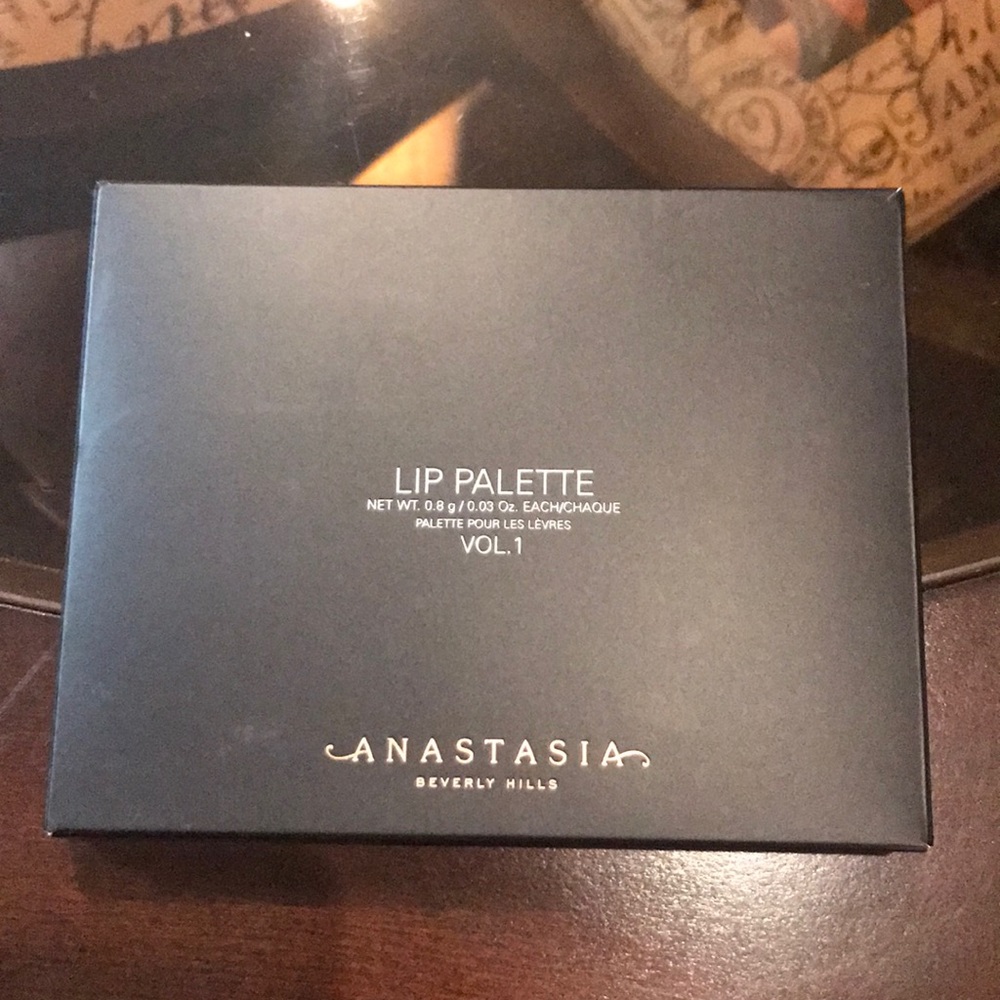 FAM
LIP PALETTE
NET WT. 0.8 g / 0.03 Oz. EACH/CHAQUE
PALETTE POUR LES LÈVRES
VOL.1
ANASTASIA
BEVERLY HILLS